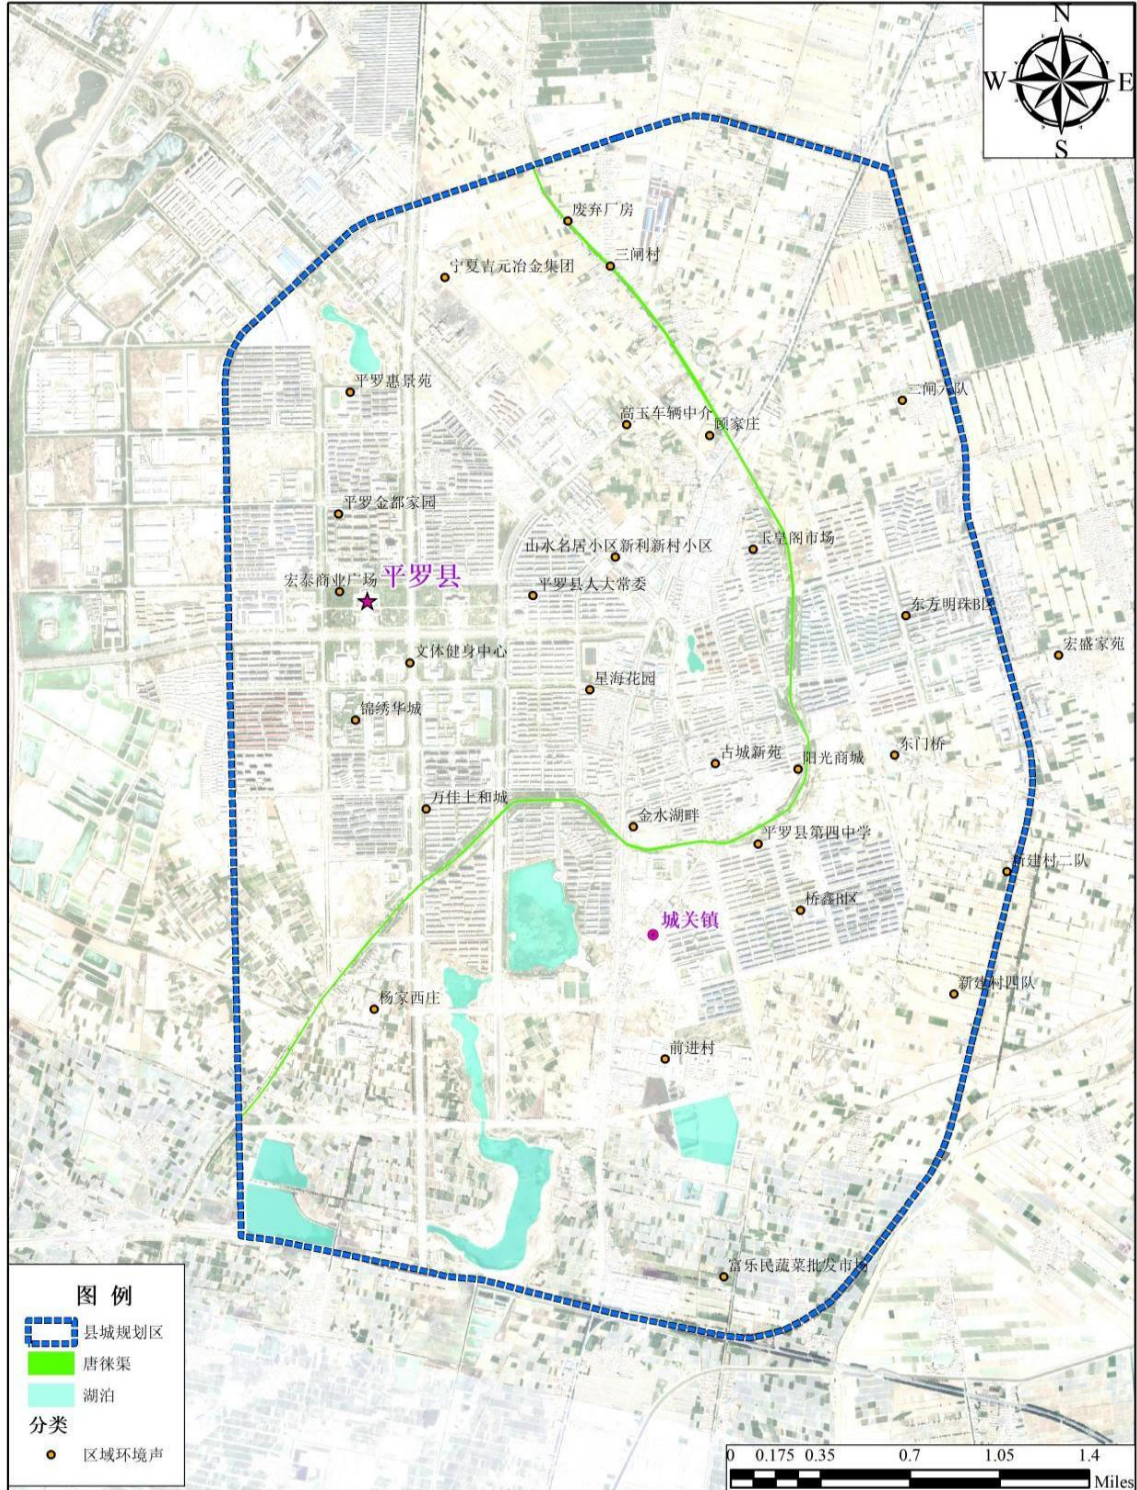 N
W
E
S
废弃厂房
三闸村
宁夏吉元冶金集团
平罗惠景苑
二闸六队
高玉车辆中介
顾家庄
平罗金都家园
玉皇阁市场
山水名居小区新利新村小区
平罗县
宏泰商业广场
平罗县人大常委
东方明珠B区
文体健身中心
宏盛家苑
星海花园
锦绣华城
古城新苑
阳光商城
东门桥
万佳上和城
金水湖畔
平罗县第四中学
新建村二队
桥鑫B区
城关镇
新建村四队
杨家西庄
前进村
富乐民蔬菜批发市场
图 例
县城规划区
唐徕渠
湖泊
分类
区域环境声
0 0.175 0.35 0.7 1.05 1.4
Miles